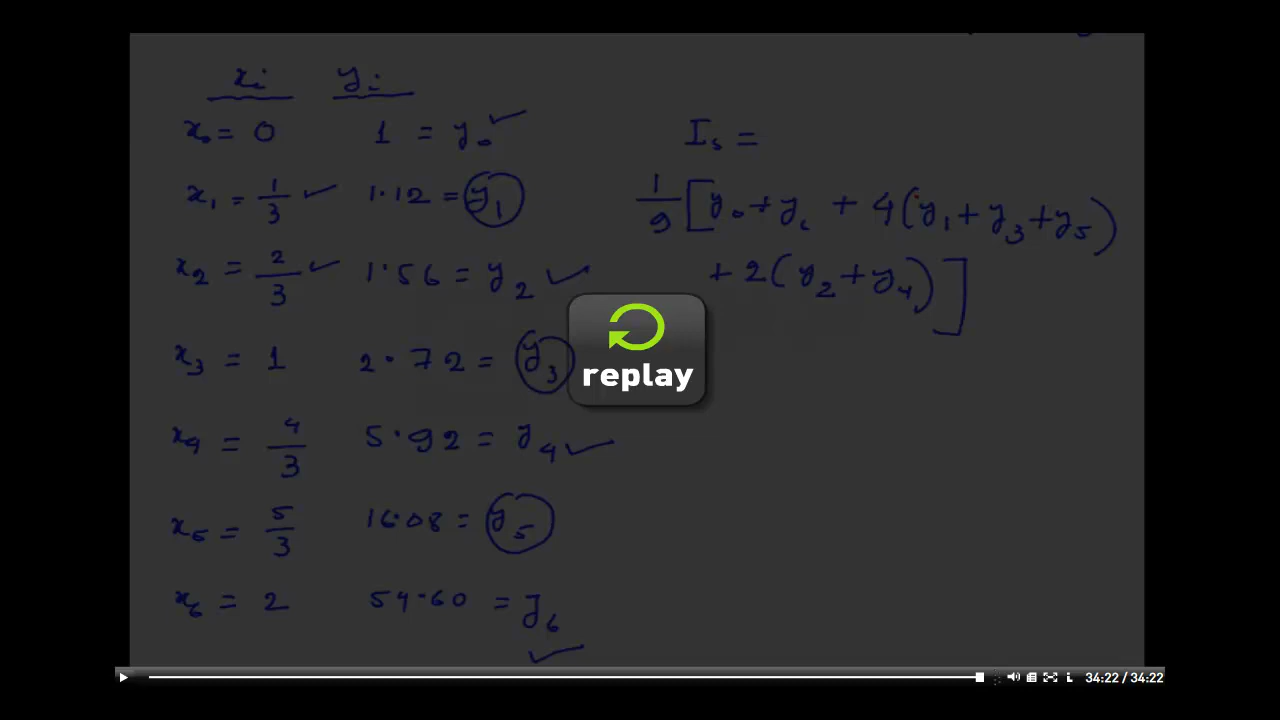 xi yi
x₀ = 0 1 = y₀
x₁ = 1/3 1.12 = y₁
x₂ = 2/3 1.56 = y₂
x₃ = 1 2.72 = y₃
x₄ = 4/3 5.92 = y₄
x₅ = 5/3 16.08 = y₅
x₆ = 2 54.60 = y₆
Iₛ =
1/9 [y₀ + y₆ + 4(y₁ + y₃ + y₅)
+ 2(y₂ + y₄)]
replay
34:22 / 34:22